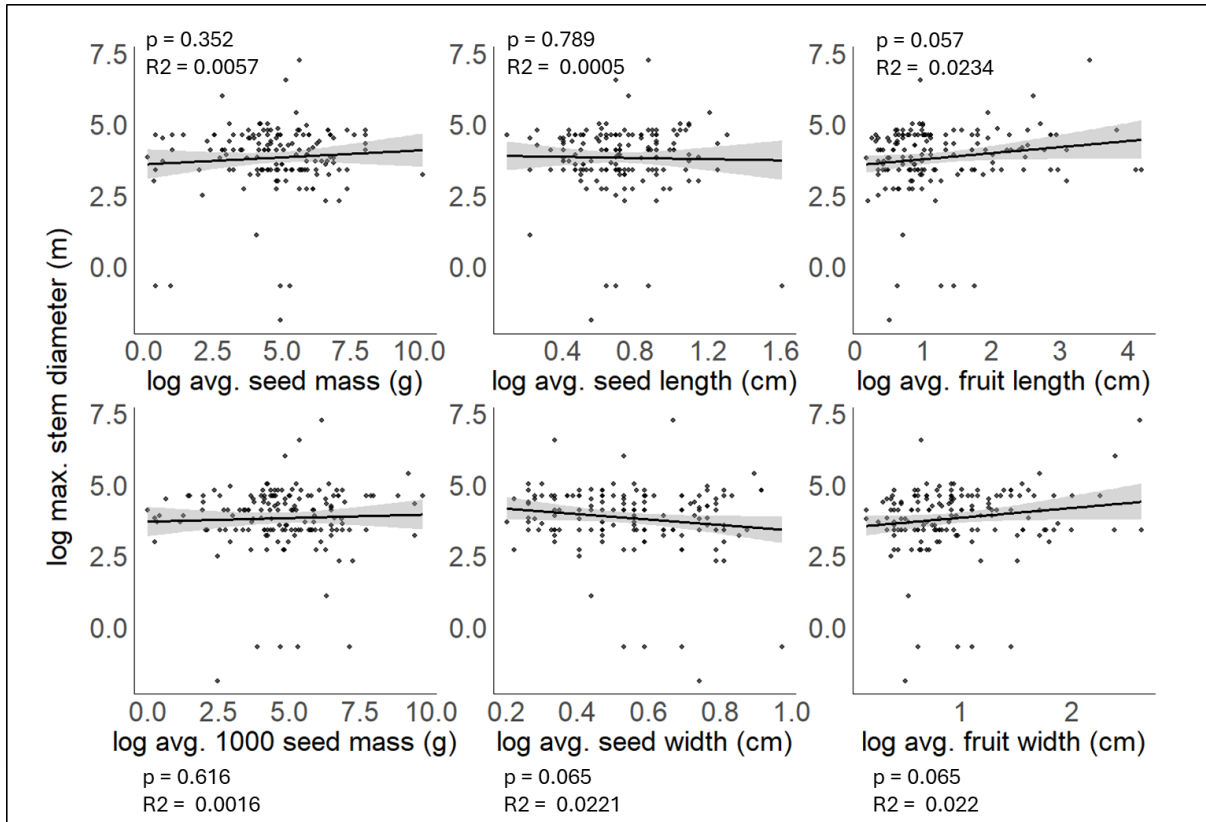 p = 0.352
R2 = 0.0057
p = 0.789
R2 = 0.0005
p = 0.057
R2 = 0.0234
7.5
5.0
2.5
0.0
7.5
5.0
2.5
0.0
7.5
5.0
2.5
0.0
0.0 2.5 5.0 7.5 10.0
0.4 0.8 1.2 1.6
0 1 2 3 4
log avg. seed mass (g)
log avg. seed length (cm)
log avg. fruit length (cm)
log max. stem diameter (m)
7.5
5.0
2.5
0.0
7.5
5.0
2.5
0.0
7.5
5.0
2.5
0.0
0.0 2.5 5.0 7.5 10.0
0.2 0.4 0.6 0.8 1.0
1 2
log avg. 1000 seed mass (g)
log avg. seed width (cm)
log avg. fruit width (cm)
p = 0.616
R2 = 0.0016
p = 0.065
R2 = 0.0221
p = 0.065
R2 = 0.022